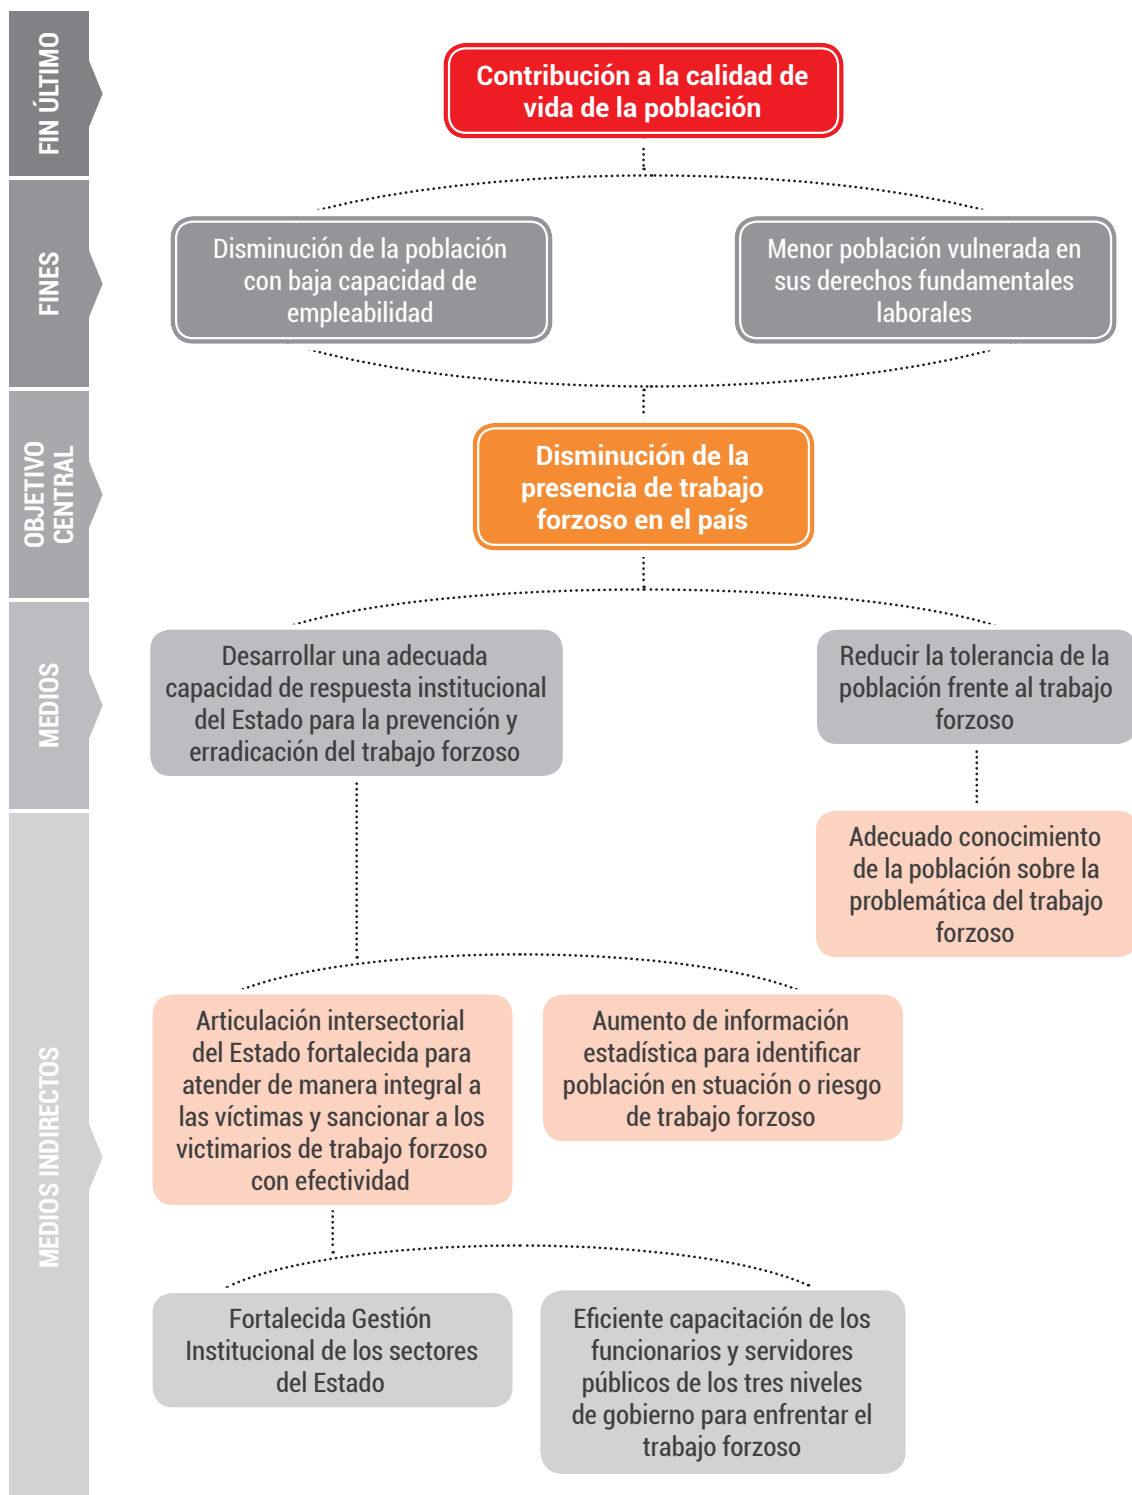 FIN ÚLTIMO
Contribución a la calidad de
vida de la población
FINES
Disminución de la población
con baja capacidad de
empleabilidad
Menor población vulnerada en
sus derechos fundamentales
laborales
OBJETIVO
CENTRAL
Disminución de la
presencia de trabajo
forzoso en el país
MEDIOS
Desarrollar una adecuada
capacidad de respuesta institucional
del Estado para la prevención y
erradicación del trabajo forzoso
Reducir la tolerancia de la
población frente al trabajo
forzoso
MEDIOS INDIRECTOS
Adecuado conocimiento
de la población sobre la
problemática del trabajo
forzoso
Articulación intersectorial
del Estado fortalecida para
atender de manera integral a
las víctimas y sancionar a los
victimarios de trabajo forzoso
con efectividad
Aumento de información
estadística para identificar
población en stuación o riesgo
de trabajo forzoso
Fortalecida Gestión
Institucional de los sectores
del Estado
Eficiente capacitación de los
funcionarios y servidores
públicos de los tres niveles
de gobierno para enfrentar el
trabajo forzoso